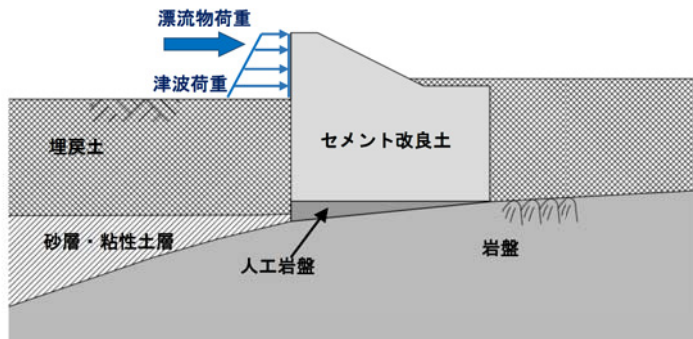 漂流物荷重
津波荷重
埋戻土
セメント改良土
砂層・粘性土層
人工岩盤
岩盤